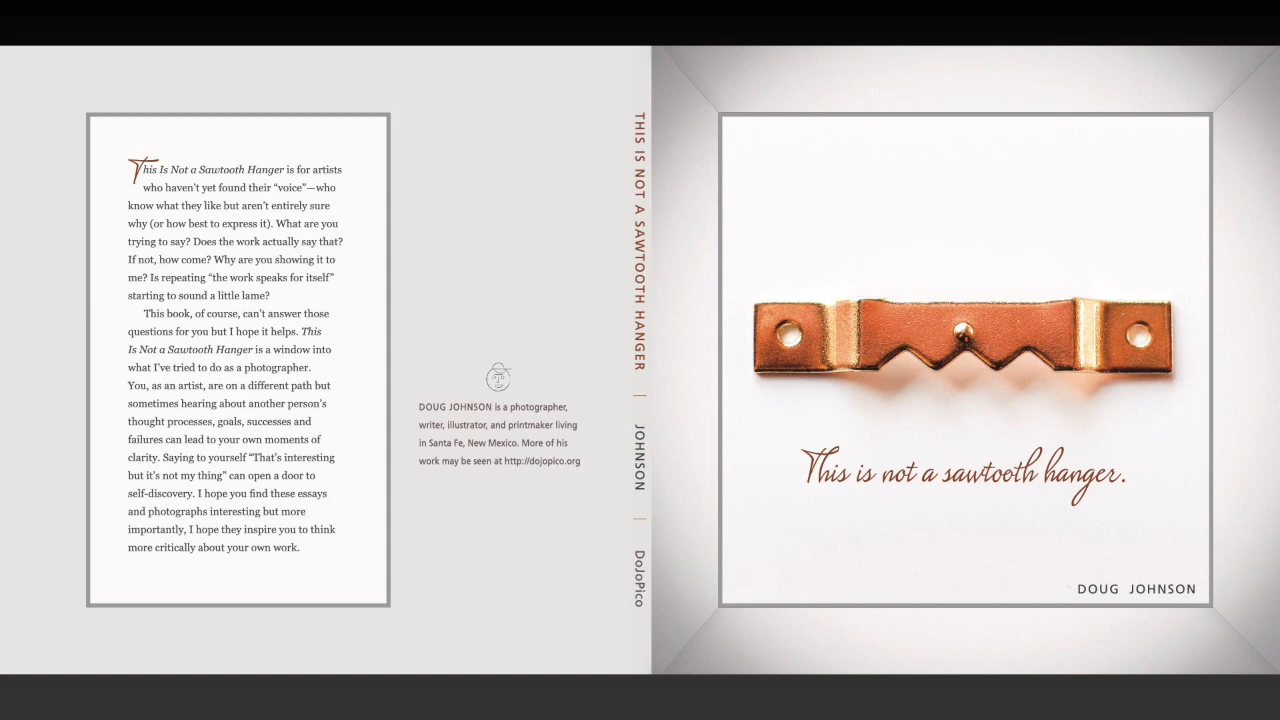 This Is Not a Sawtooth Hanger is for artists
who haven't yet found their “voice”—who
know what they like but aren't entirely sure
why (or how best to express it). What are you
trying to say? Does the work actually say that?
If not, how come? Why are you showing it to
me? Is repeating “the work speaks for itself”
starting to sound a little lame?
This book, of course, can't answer those
questions for you but I hope it helps. This
Is Not a Sawtooth Hanger is a window into
what I've tried to do as a photographer.
You, as an artist, are on a different path but
sometimes hearing about another person's
thought processes, goals, successes and
failures can lead to your own moments of
clarity. Saying to yourself “That's interesting
but it's not my thing” can open a door to
self-discovery. I hope you find these essays
and photographs interesting but more
importantly, I hope they inspire you to think
more critically about your own work.
DOUG JOHNSON is a photographer,
writer, illustrator, and printmaker living
in Santa Fe, New Mexico. More of his
work may be seen at http://dojopico.org
THIS IS NOT A SAWTOOTH HANGER | JOHNSON | DoJoPico
This is not a sawtooth hanger.
DOUG JOHNSON